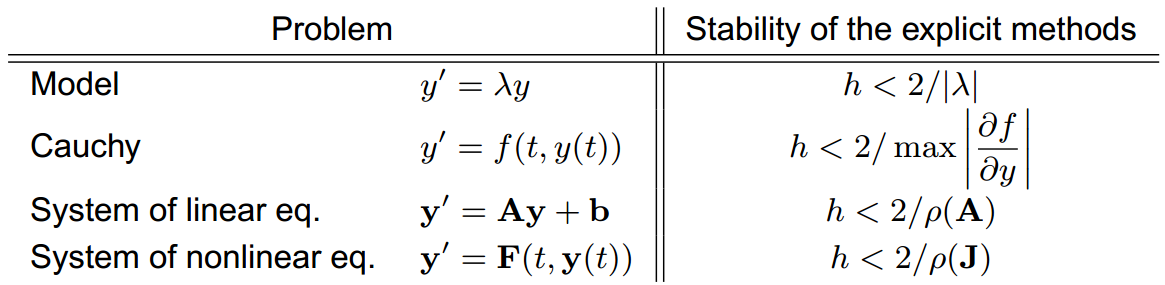 Problem Stability of the explicit methods
Model y′ = λy h < 2/|λ|
Cauchy y′ = f(t, y(t)) h < 2/ max |∂f/∂y|
System of linear eq. y′ = Ay + b h < 2/ρ(A)
System of nonlinear eq. y′ = F(t, y(t)) h < 2/ρ(J)